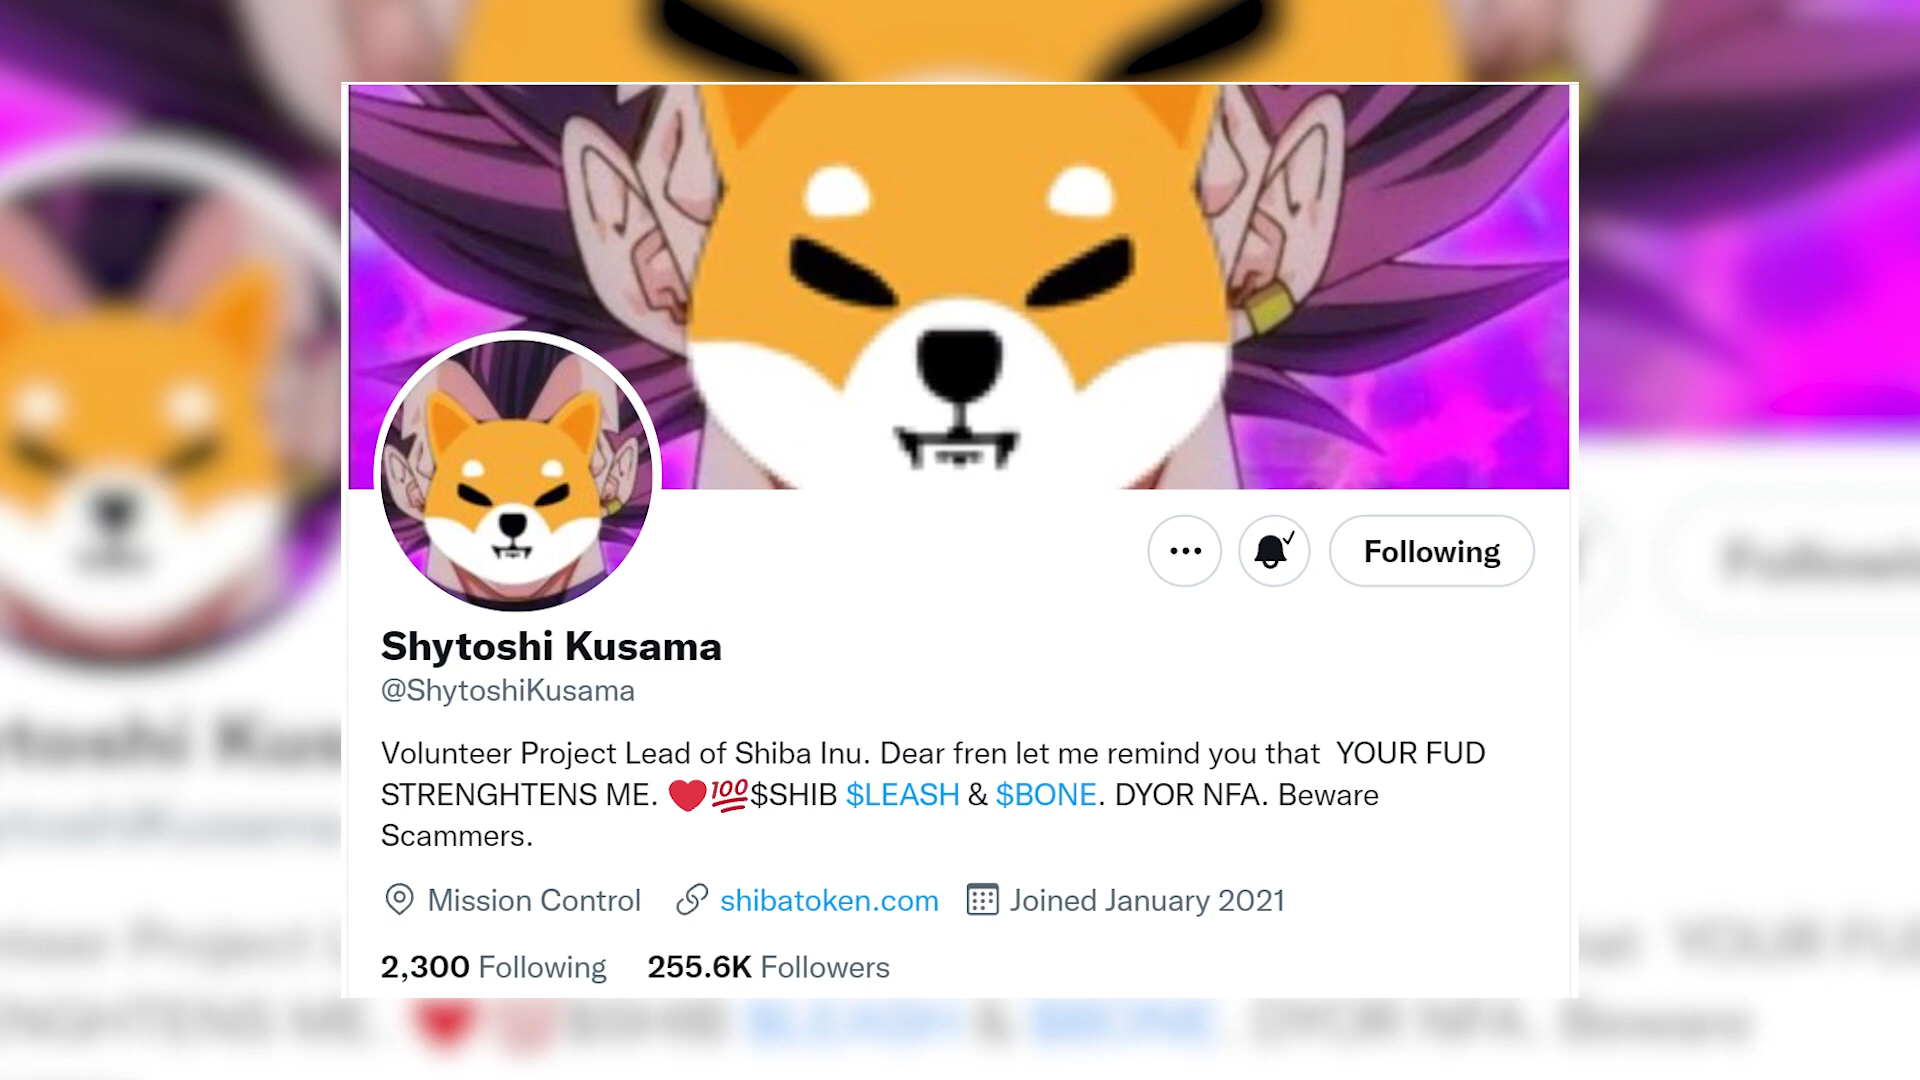 Following
Shytoshi Kusama
@ShytoshiKusama
Volunteer Project Lead of Shiba Inu. Dear fren let me remind you that YOUR FUD
STRENGHTENS ME. ❤️💯$SHIB $LEASH & $BONE. DYOR NFA. Beware
Scammers.
Mission Control shibatoken.com Joined January 2021
2,300 Following 255.6K Followers